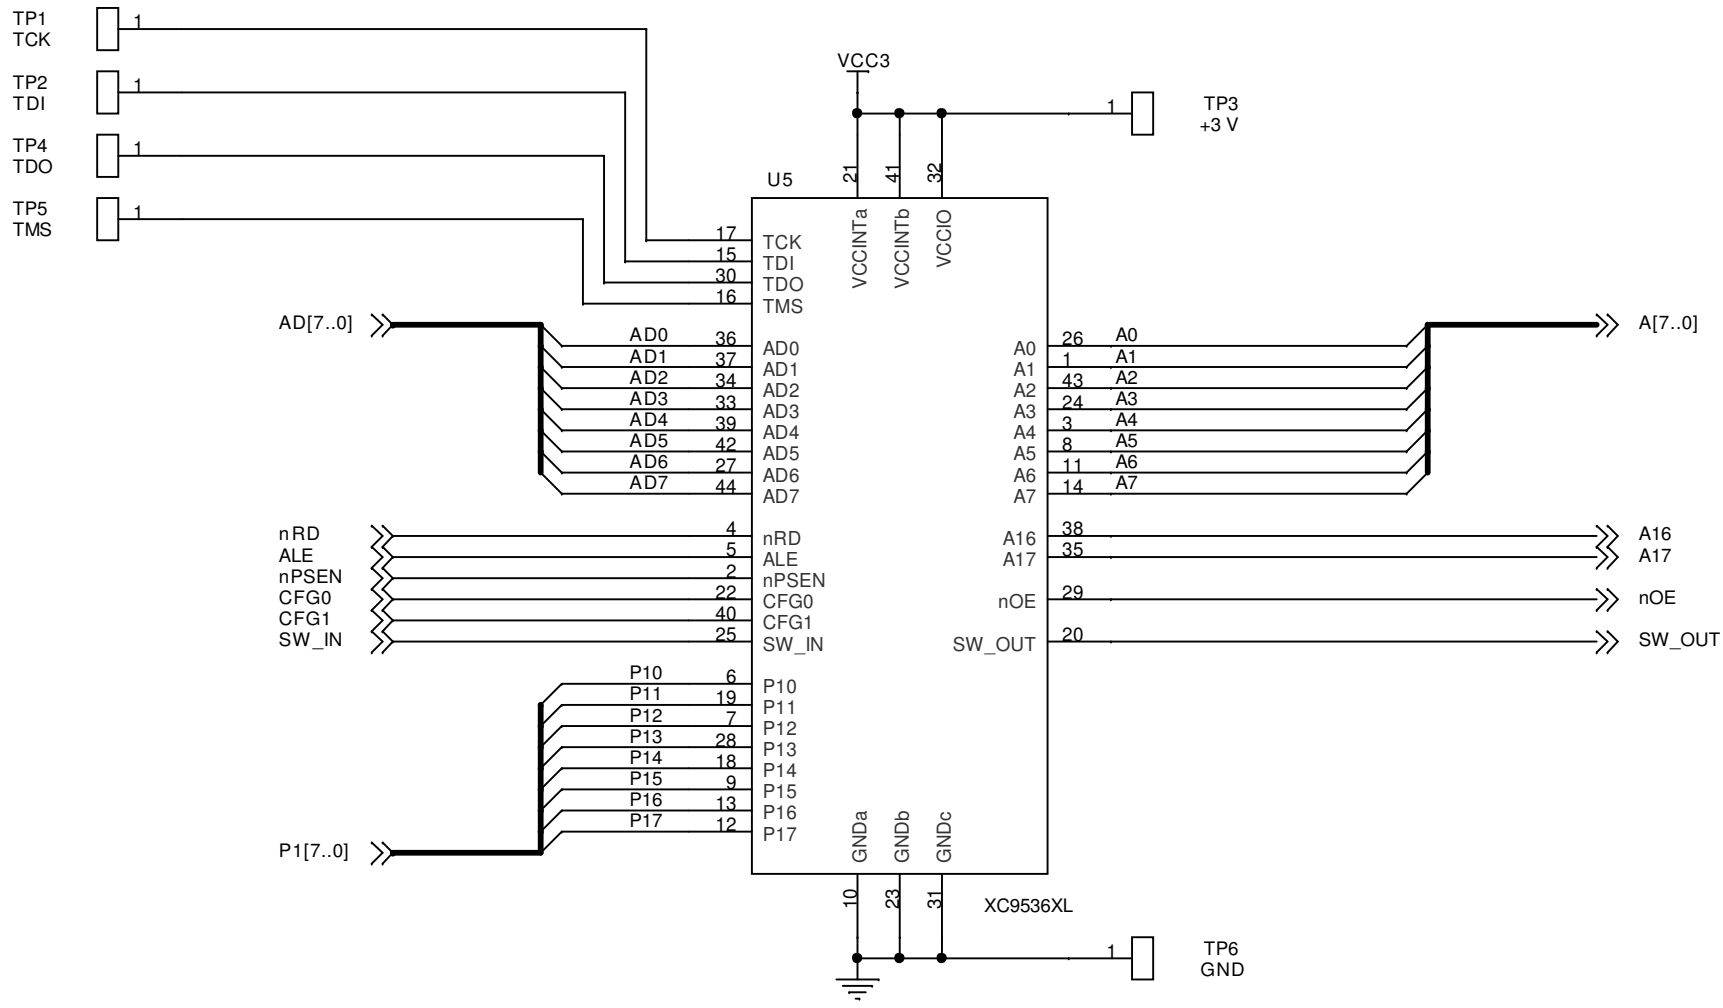 TP1
TCK
1
TP2
TDI
1
TP4
TDO
1
TP5
TMS
1
VCC3
1
TP3
+3 V
U5
21
41
32
VCCINTa
VCCINTb
VCCIO
17
TCK
15
TDI
30
TDO
16
TMS
AD[7..0]
A[7..0]
AD0 36 AD0
AD1 37 AD1
AD2 34 AD2
AD3 33 AD3
AD4 39 AD4
AD5 42 AD5
AD6 27 AD6
AD7 44 AD7
A0 26 A0
A1 1 A1
A2 43 A2
A3 24 A3
A4 3 A4
A5 8 A5
A6 11 A6
A7 14 A7
nRD 4 nRD
ALE 5 ALE
nPSEN 2 nPSEN
CFG0 22 CFG0
CFG1 40 CFG1
SW_IN 25 SW_IN
A16 38 A16
A17 35 A17
nOE 29 nOE
SW_OUT 20 SW_OUT
P10 6 P10
P11 19 P11
P12 7 P12
P13 28 P13
P14 18 P14
P15 9 P15
P16 13 P16
P17 12 P17
P1[7..0]
GNDa
GNDb
GNDc
10
23
31
XC9536XL
1
TP6
GND